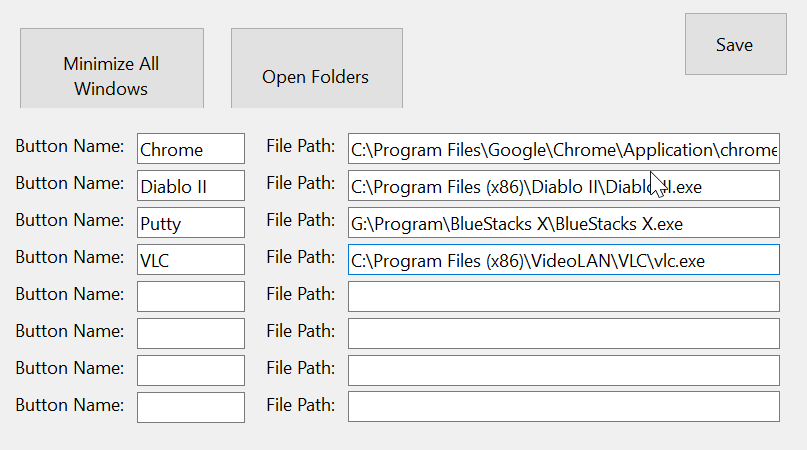 Minimize All
Windows
Open Folders
Save
Button Name: Chrome File Path: C:\Program Files\Google\Chrome\Application\chrome
Button Name: Diablo II File Path: C:\Program Files (x86)\Diablo II\Diablo II.exe
Button Name: Putty File Path: G:\Program\BlueStacks X\BlueStacks X.exe
Button Name: VLC File Path: C:\Program Files (x86)\VideoLAN\VLC\vlc.exe
Button Name: File Path:
Button Name: File Path:
Button Name: File Path:
Button Name: File Path: